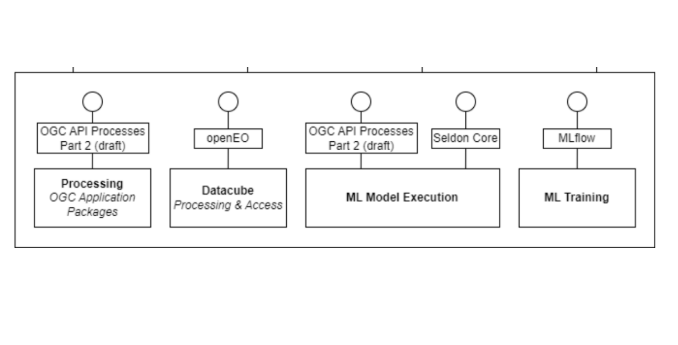 OGC API Processes
Part 2 (draft)
openEO
OGC API Processes
Part 2 (draft)
Seldon Core
MLflow
Processing
OGC Application
Packages
Datacube
Processing & Access
ML Model Execution
ML Training